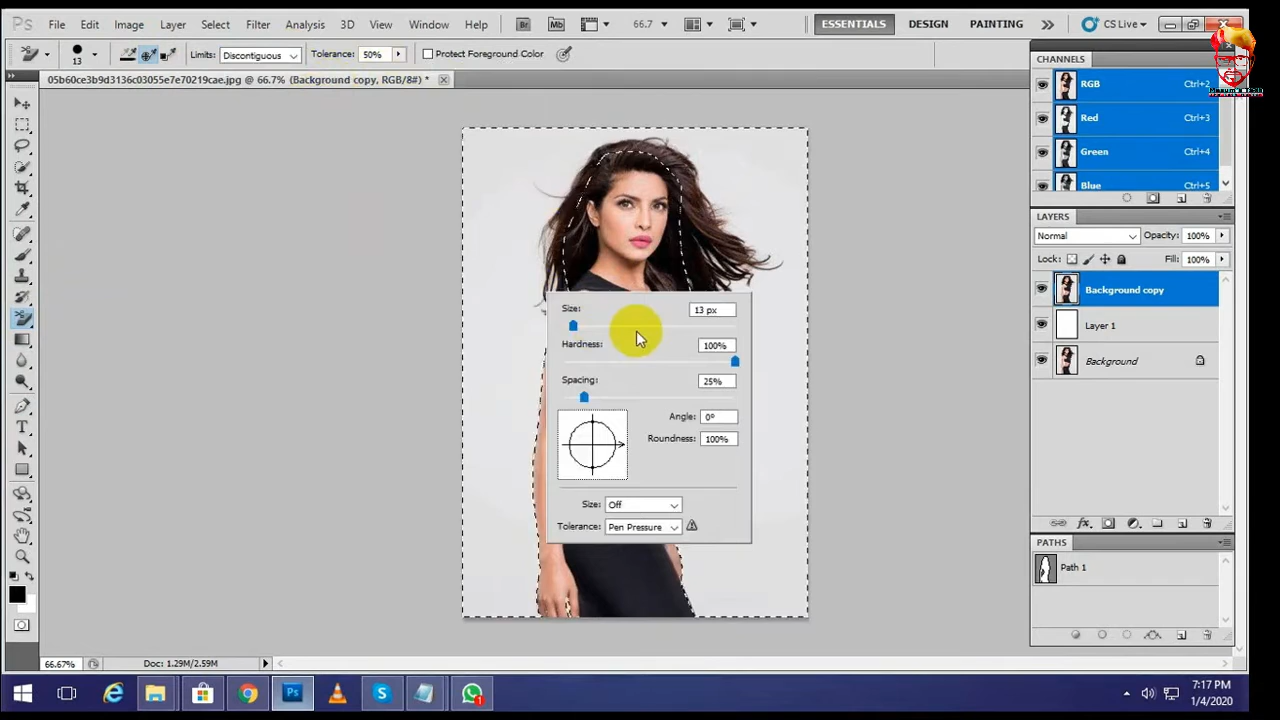 Ps File Edit Image Layer Select Filter Analysis 3D View Window Help Br Mb 66.7 ESSENTIALS DESIGN PAINTING CS Live
13 Limits: Discontiguous Tolerance: 50% Protect Foreground Color
05b60ce3b9d3136c03055e7e70219cae.jpg @ 66.7% (Background copy, RGB/8#) *
CHANNELS
RGB Ctrl+2
Red Ctrl+3
Green Ctrl+4
Blue Ctrl+5
LAYERS
Normal Opacity: 100%
Lock: Fill: 100%
Background copy
Layer 1
Background
PATHS
Path 1
Size: 13 px
Hardness: 100%
Spacing: 25%
Angle: 0º
Roundness: 100%
Size: Off
Tolerance: Pen Pressure
66.67% Doc: 1.29M/2.59M
7:17 PM
1/4/2020